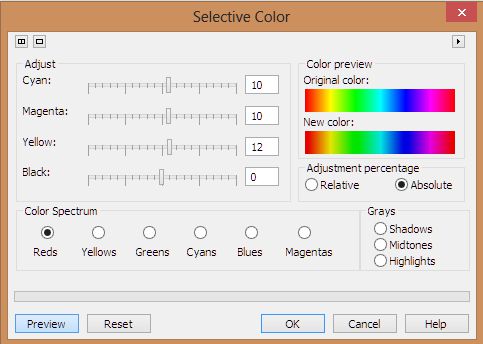 Selective Color
Adjust
Cyan: 10
Magenta: 10
Yellow: 12
Black: 0
Color preview
Original color:
New color:
Adjustment percentage
Relative Absolute
Color Spectrum
Reds Yellows Greens Cyans Blues Magentas
Grays
Shadows
Midtones
Highlights
Preview Reset OK Cancel Help